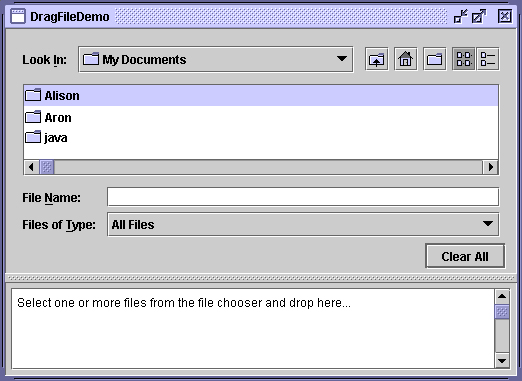 DragFileDemo
Look In: My Documents
Alison
Aron
java
File Name:
Files of Type: All Files
Clear All
Select one or more files from the file chooser and drop here...